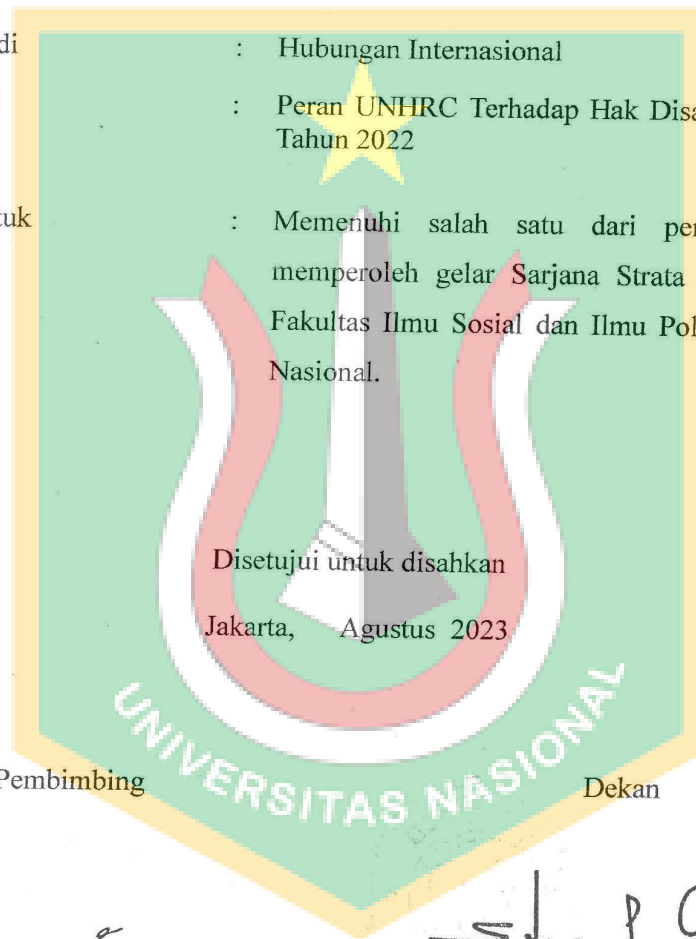 di : Hubungan Internasional
: Peran UNHRC Terhadap Hak Disa
Tahun 2022
tuk : Memenuhi salah satu dari per
memperoleh gelar Sarjana Strata
Fakultas Ilmu Sosial dan Ilmu Pol
Nasional.
Disetujui untuk disahkan
Jakarta, Agustus 2023
UNIVERSITAS NASIONAL
Pembimbing Dekan